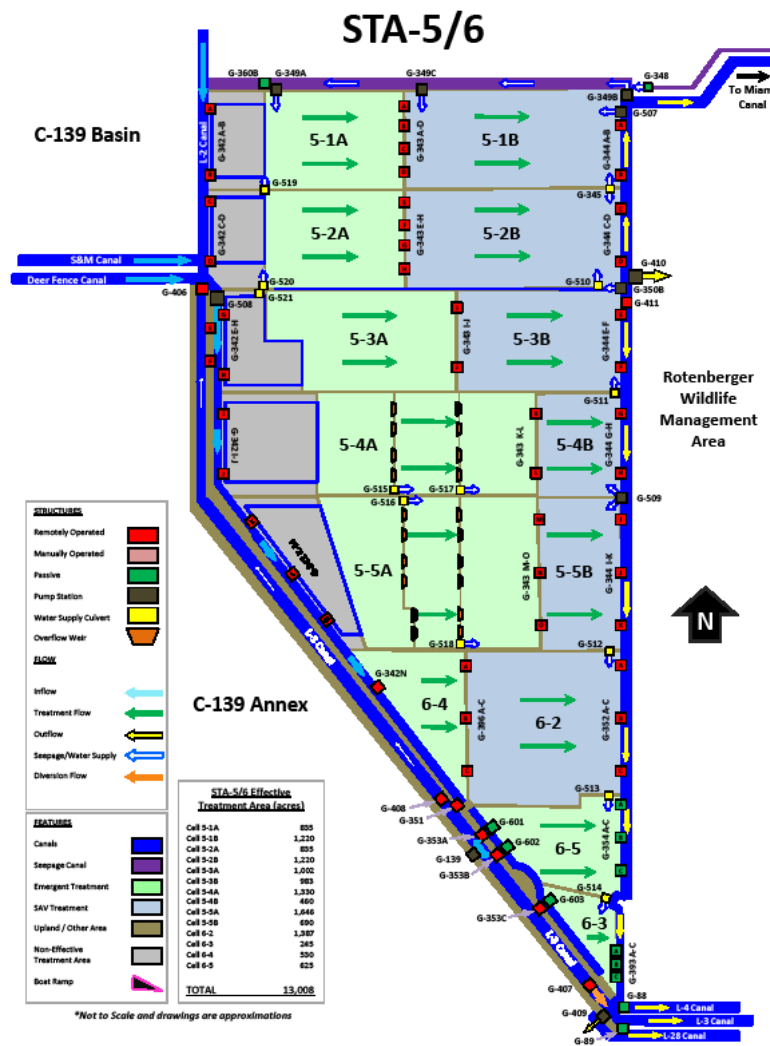 STA-5/6
G-360B
G-349A
G-349C
G-348
To Miami
Canal
G-349B
G-507
C-139 Basin
L-2 Canal
G-342 A-B
5-1A
G-343 A-D
5-1B
G-344 A-B
G-519
G-345
G-342 C-D
5-2A
G-343 E-H
5-2B
G-344 C-D
S&M Canal
Deer Fence Canal
G-410
G-406
G-520
G-521
G-510
G-350B
G-508
G-411
G-342 E-H
5-3A
G-343 I-J
5-3B
G-344 E-F
Rotenberger
Wildlife
Management
Area
G-511
G-342 I-J
5-4A
G-343 K-L
5-4B
G-344 G-H
G-515
G-517
G-516
G-509
5-5A
G-343 M-O
5-5B
G-344 I-K
G-518
G-512
N
L-3 Canal
C-139 Annex
G-342N
6-4
G-396 A-C
6-2
G-352 A-C
G-513
G-408
G-351
G-353A
G-601
G-139
G-602
G-353B
6-5
G-354 A-C
G-514
G-603
G-353C
6-3
G-393 A-C
L-3 Canal
G-407
G-88
G-409
G-89
L-4 Canal
L-3 Canal
L-28 Canal
STRUCTURES
Remotely Operated
Manually Operated
Passive
Pump Station
Water Supply Culvert
Overflow Weir
FLOW
Inflow
Treatment Flow
Outflow
Seepage/Water Supply
Diversion Flow
FEATURES
Canals
Seepage Canal
Emergent Treatment
SAV Treatment
Upland / Other Area
Non-Effective
Treatment Area
Boat Ramp
STA-5/6 Effective
Treatment Area (acres)
Cell 5-1A 835
Cell 5-1B 1,220
Cell 5-2A 835
Cell 5-2B 1,220
Cell 5-3A 1,002
Cell 5-3B 983
Cell 5-4A 1,330
Cell 5-4B 460
Cell 5-5A 1,646
Cell 5-5B 690
Cell 6-2 1,387
Cell 6-3 245
Cell 6-4 530
Cell 6-5 625
TOTAL 13,008
*Not to Scale and drawings are approximations